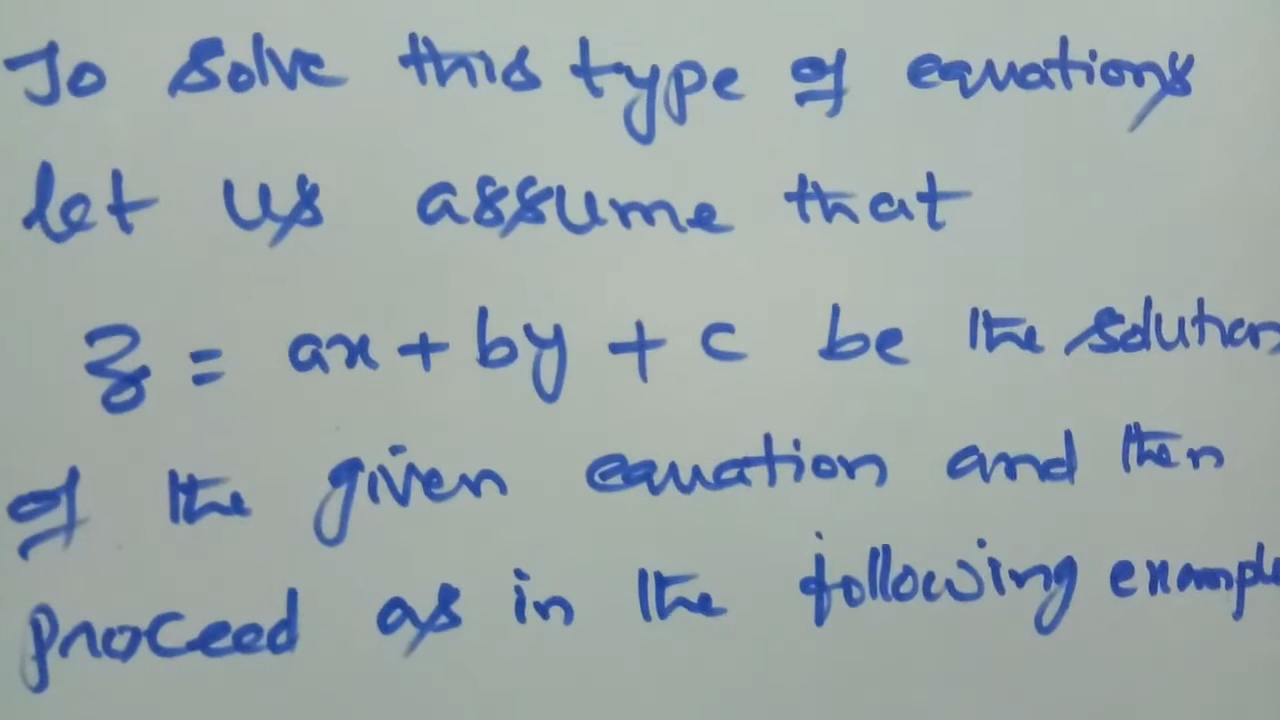 To solve this type of equations
let us assume that
z = ax + by + c be the solution
of the given equation and then
proceed as in the following example